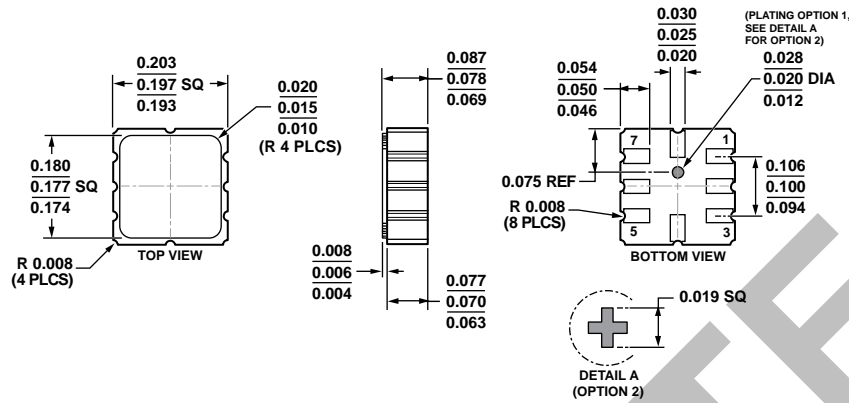 0.203
0.197 SQ
0.193
0.020
0.015
0.010
(R 4 PLCS)
0.180
0.177 SQ
0.174
R 0.008
(4 PLCS)
TOP VIEW
0.087
0.078
0.069
0.008
0.006
0.004
0.077
0.070
0.063
0.030
0.025
0.020
(PLATING OPTION 1,
SEE DETAIL A
FOR OPTION 2)
0.054
0.050
0.046
0.028
0.020 DIA
0.012
7
1
0.075 REF
0.106
0.100
0.094
R 0.008
(8 PLCS)
5
3
BOTTOM VIEW
0.019 SQ
DETAIL A
(OPTION 2)